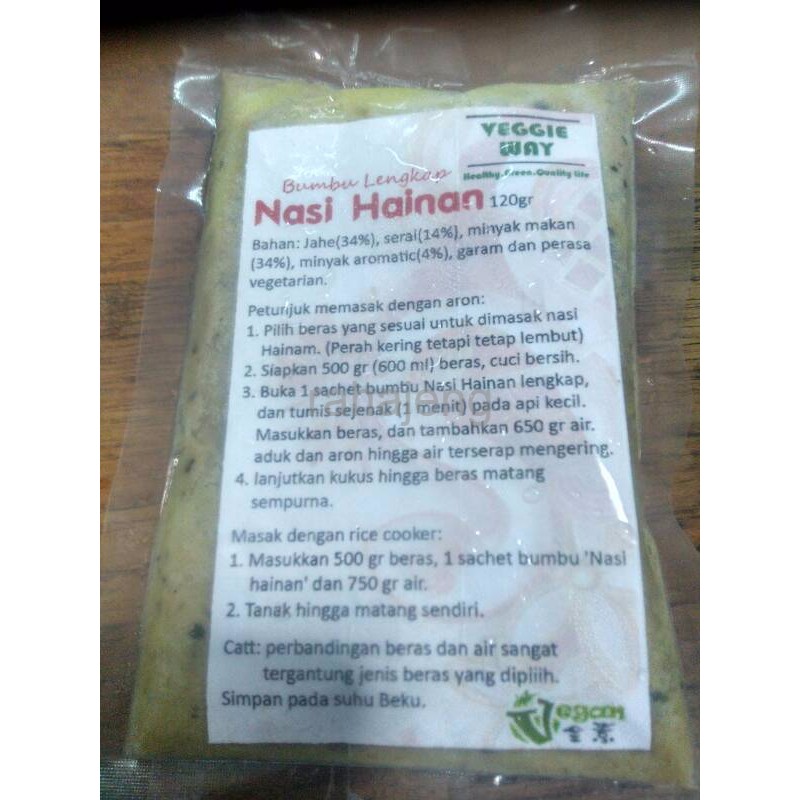 VEGGIE
WAY
Healthy.Green.Quality life
Bumbu Lengkap
Nasi Hainan 120gr
Bahan: Jahe(34%), serai(14%), minyak makan
(34%), minyak aromatic(4%), garam dan perasa
vegetarian.
Petunjuk memasak dengan aron:
1. Pilih beras yang sesuai untuk dimasak nasi
Hainam. (Perah kering tetapi tetap lembut)
2. Siapkan 500 gr (600 ml) beras, cuci bersih.
3. Buka 1 sachet bumbu Nasi Hainan lengkap,
dan tumis sejenak (1 menit) pada api kecil.
Masukkan beras, dan tambahkan 650 gr air.
aduk dan aron hingga air terserap mengering.
4. lanjutkan kukus hingga beras matang
sempurna.
Masak dengan rice cooker:
1. Masukkan 500 gr beras, 1 sachet bumbu 'Nasi
hainan' dan 750 gr air.
2. Tanak hingga matang sendiri.
Catt: perbandingan beras dan air sangat
tergantung jenis beras yang dipliih.
Simpan pada suhu Beku.
Vegan
全素